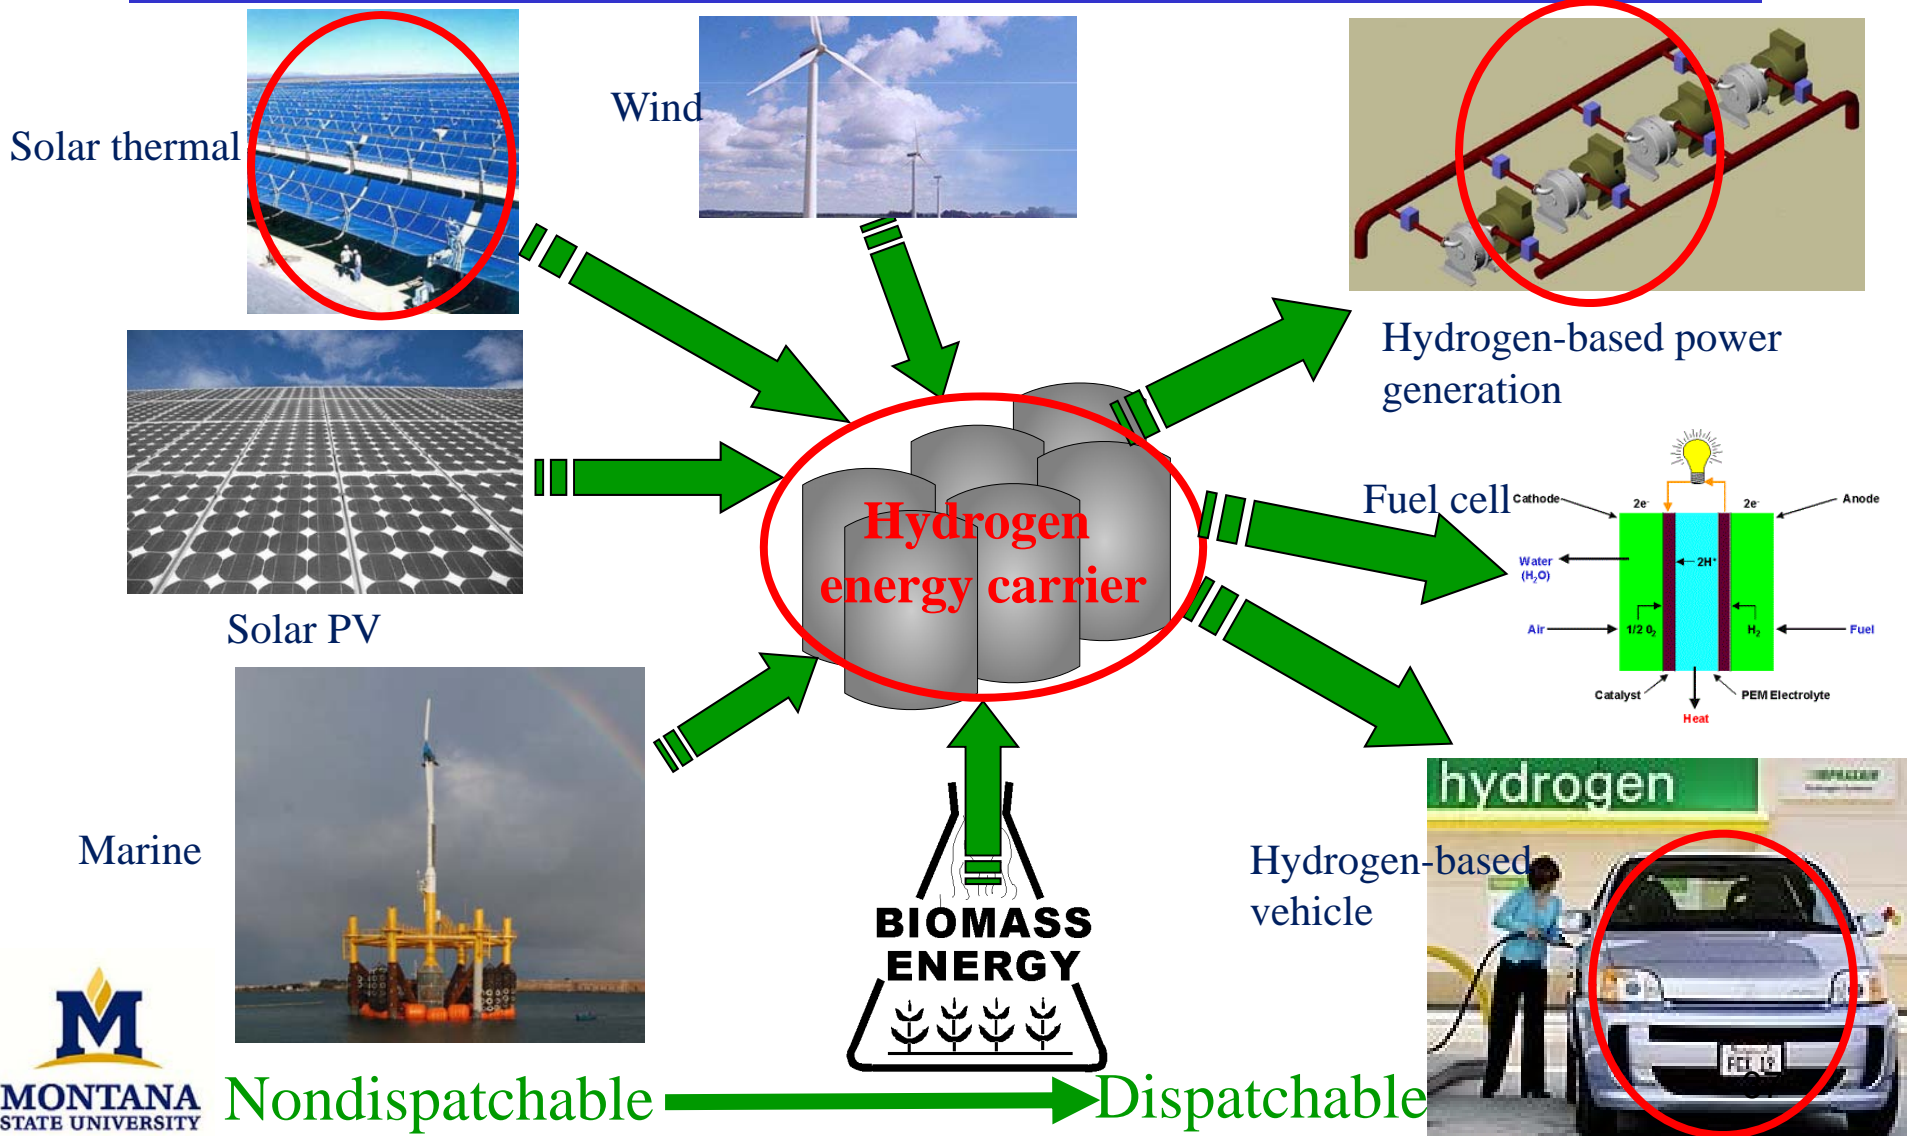 Solar thermal
Wind
Hydrogen-based power
generation
Fuel cell
Cathode
2e-
2e-
Anode
Water
(H2O)
2H+
Air
1/2 02
H2
Fuel
Catalyst
PEM Electrolyte
Heat
Hydrogen
energy carrier
Solar PV
Marine
BIOMASS
ENERGY
hydrogen
Hydrogen-based
vehicle
M
MONTANA
STATE UNIVERSITY
Nondispatchable
Dispatchable